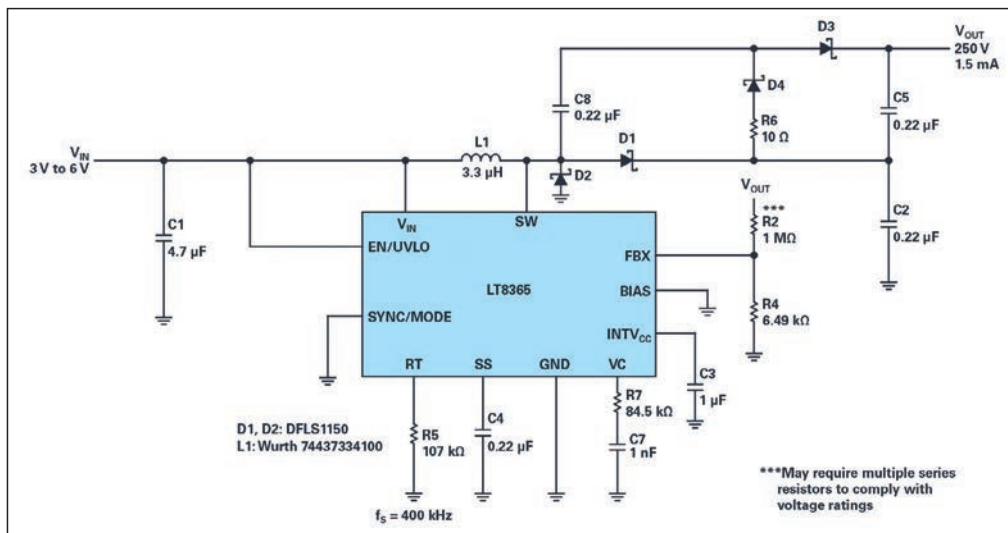 D3
V_OUT
250 V
1.5 mA
D4
C8
0.22 µF
C5
0.22 µF
R6
10 Ω
L1
3.3 µH
D1
V_IN
3 V to 6 V
D2
V_OUT
***
R2
1 MΩ
C1
4.7 µF
C2
0.22 µF
V_IN
SW
EN/UVLO
FBX
LT8365
BIAS
R4
6.49 kΩ
SYNC/MODE
INTV_CC
RT
SS
GND
VC
C3
1 µF
R7
84.5 kΩ
D1, D2: DFLS1150
L1: Wurth 74437334100
R5
107 kΩ
C4
0.22 µF
C7
1 nF
***May require multiple series
resistors to comply with
voltage ratings
f_S = 400 kHz